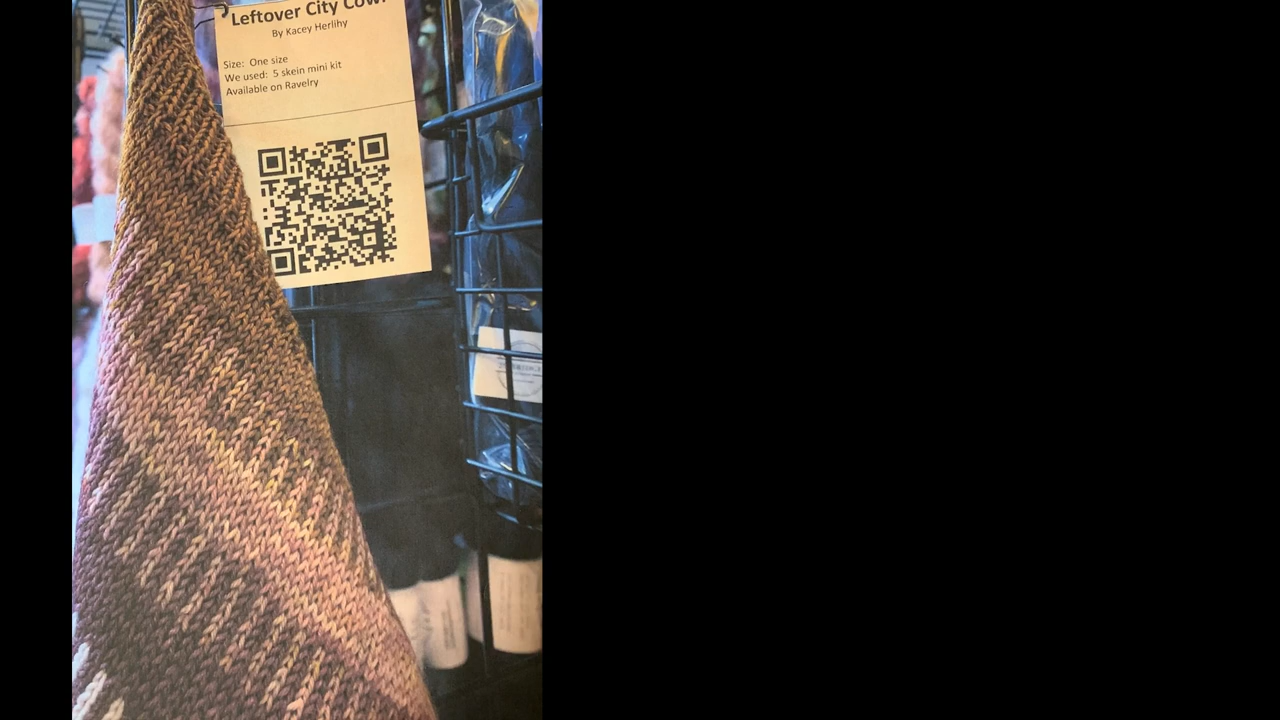 Leftover City Cowl
By Kacey Herlihy
Size: One size
We used: 5 skein mini kit
Available on Ravelry